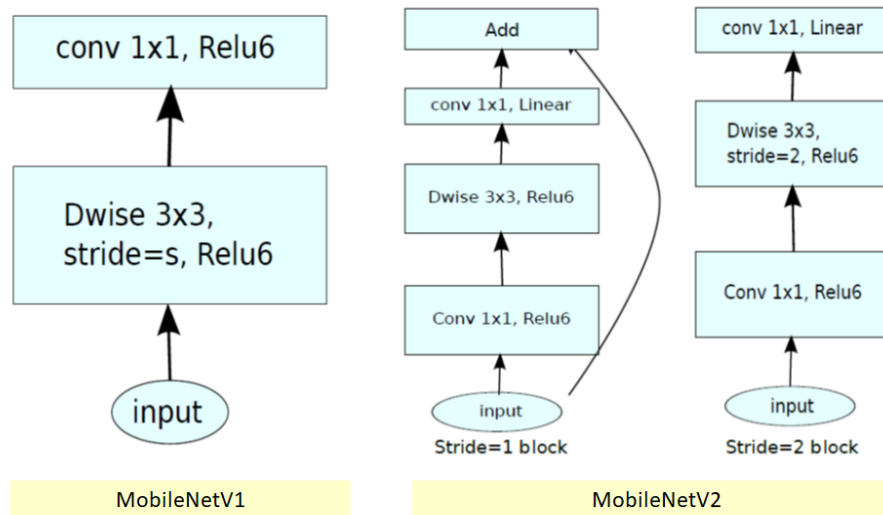 conv 1x1, Relu6
Dwise 3x3,
stride=s, Relu6
input
MobileNetV1
Add
conv 1x1, Linear
Dwise 3x3, Relu6
Conv 1x1, Relu6
input
Stride=1 block
conv 1x1, Linear
Dwise 3x3,
stride=2, Relu6
Conv 1x1, Relu6
input
Stride=2 block
MobileNetV2